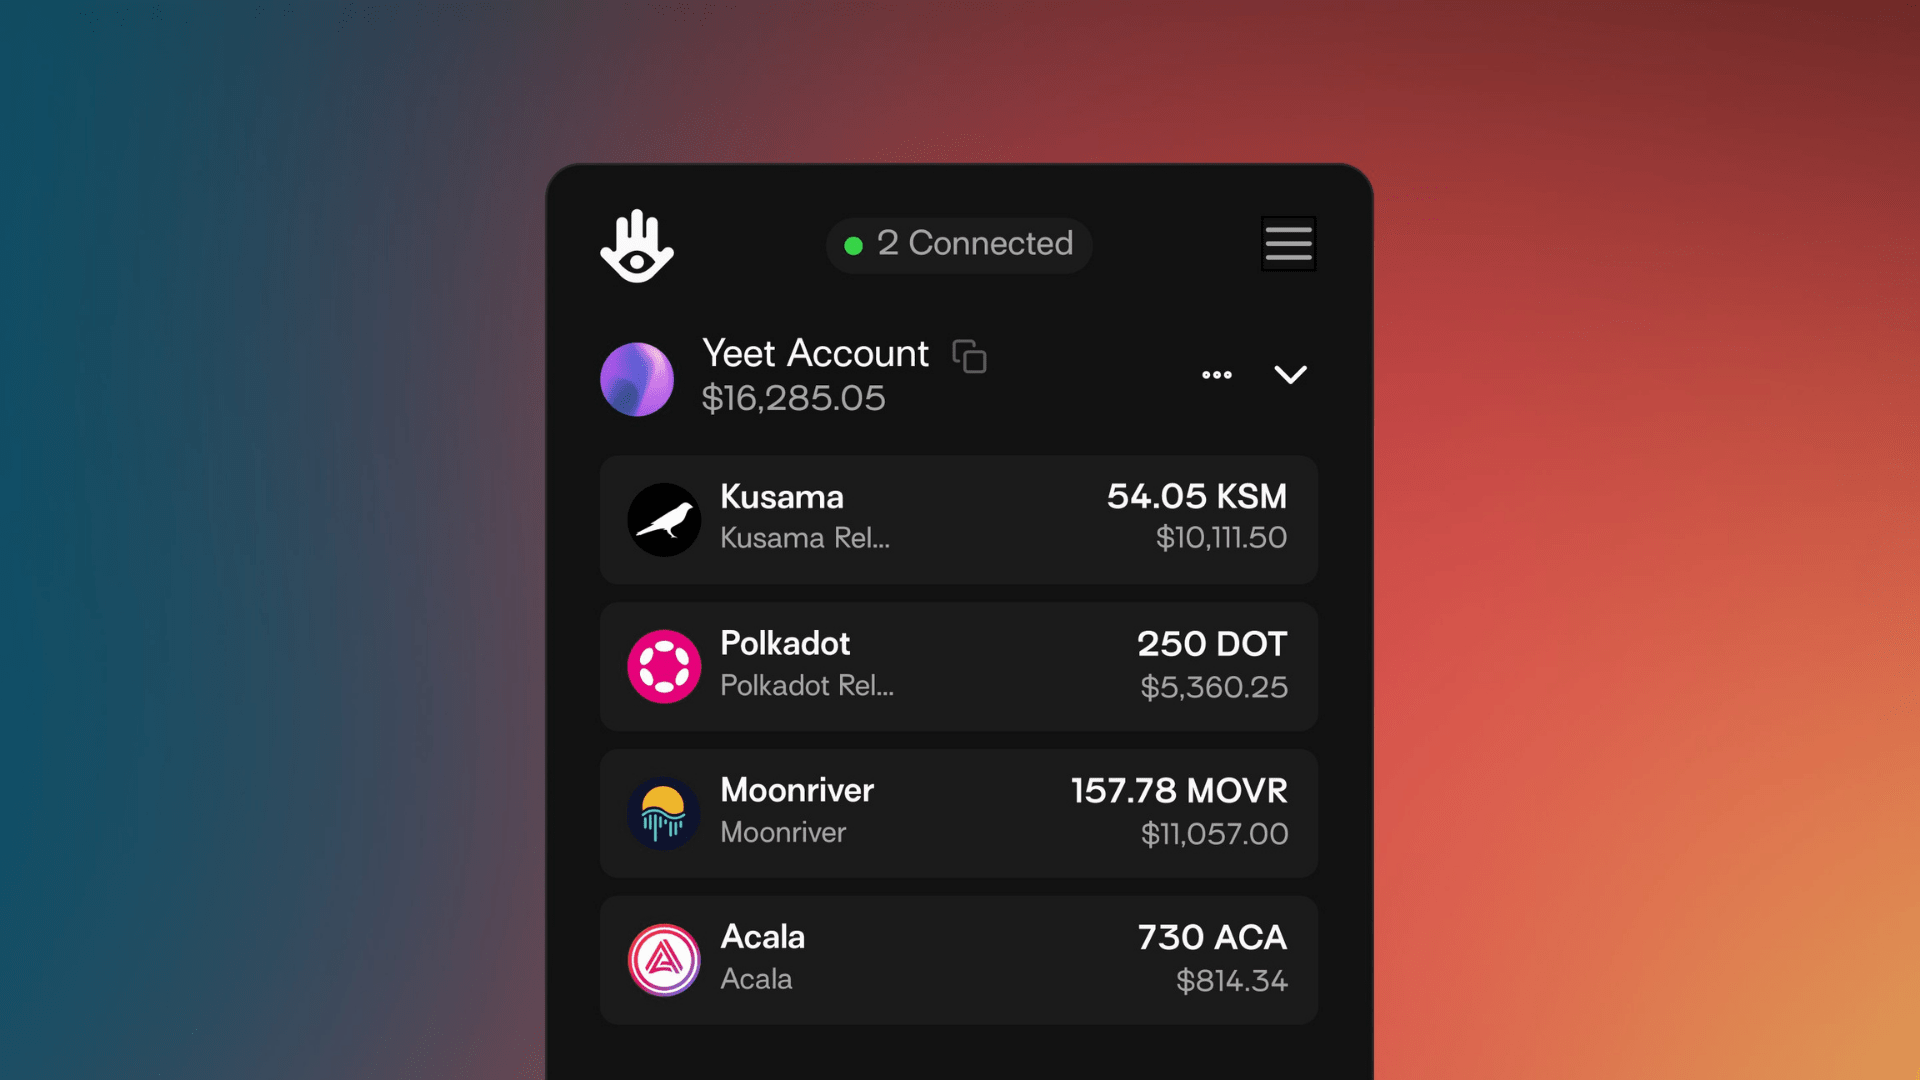 2 Connected
Yeet Account
$16,285.05
Kusama
54.05 KSM
Kusama Rel...
$10,111.50
Polkadot
250 DOT
Polkadot Rel...
$5,360.25
Moonriver
157.78 MOVR
Moonriver
$11,057.00
Acala
730 ACA
Acala
$814.34